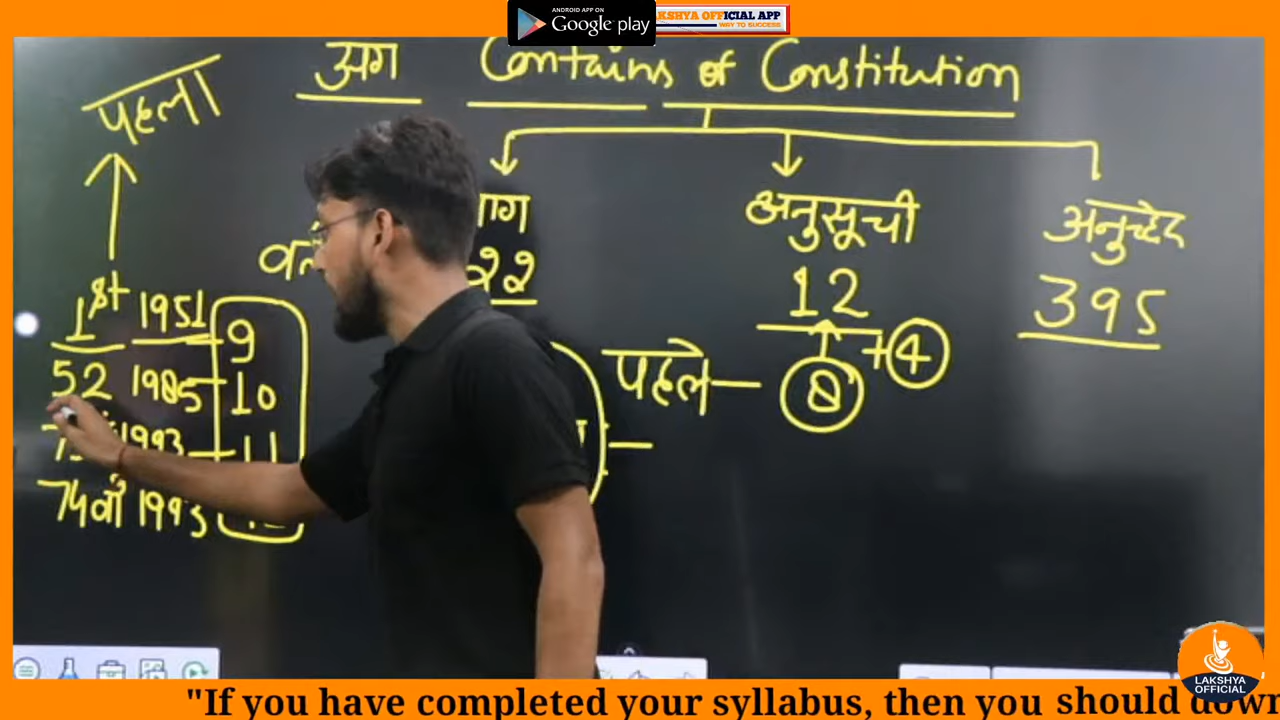 ANDROID APP ON
Google play
KSHYA OFFICIAL APP
WAY TO SUCCESS
अंग Contains of Constitution
पहला
भाग अनुसूची अनुच्छेद
22 12 395
1st 1951 9
पहले— 8 +4
52 1985 10
1993 11
74वाँ 1993
LAKSHYA
OFFICIAL
"If you have completed your syllabus, then you should down